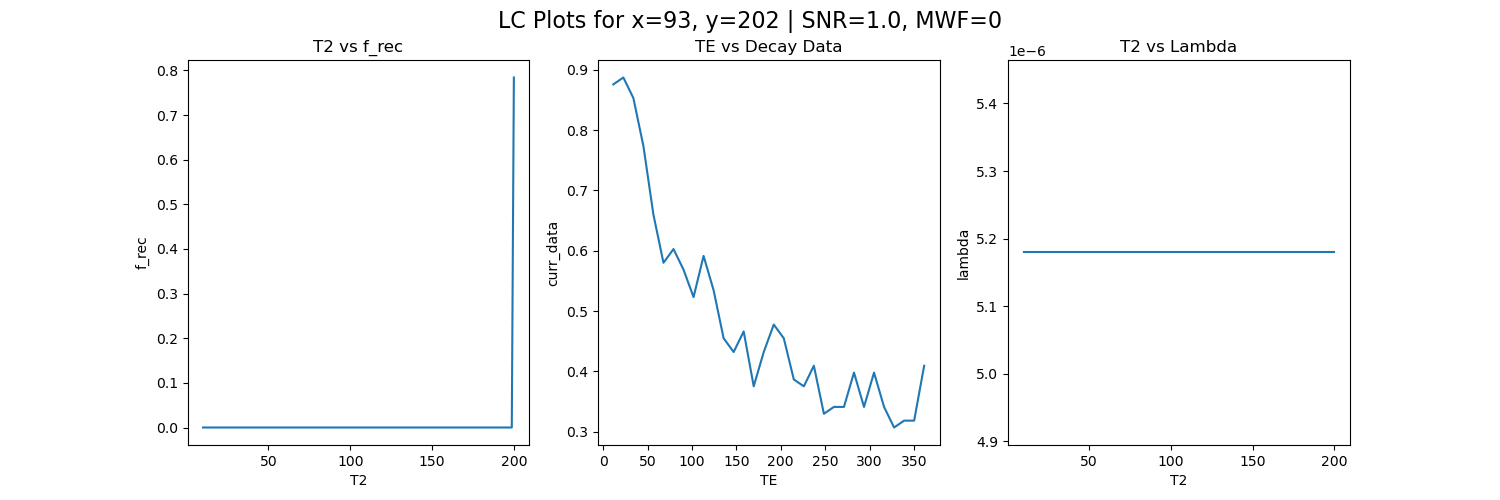 LC Plots for x=93, y=202 | SNR=1.0, MWF=0
T2 vs f_rec
0.8
0.7
0.6
0.5
0.4
0.3
0.2
0.1
0.0
f_rec
50 100 150 200
T2
TE vs Decay Data
0.9
0.8
0.7
0.6
0.5
0.4
0.3
curr_data
0 50 100 150 200 250 300 350
TE
T2 vs Lambda
1e−6
5.4
5.3
5.2
5.1
5.0
4.9
lambda
50 100 150 200
T2